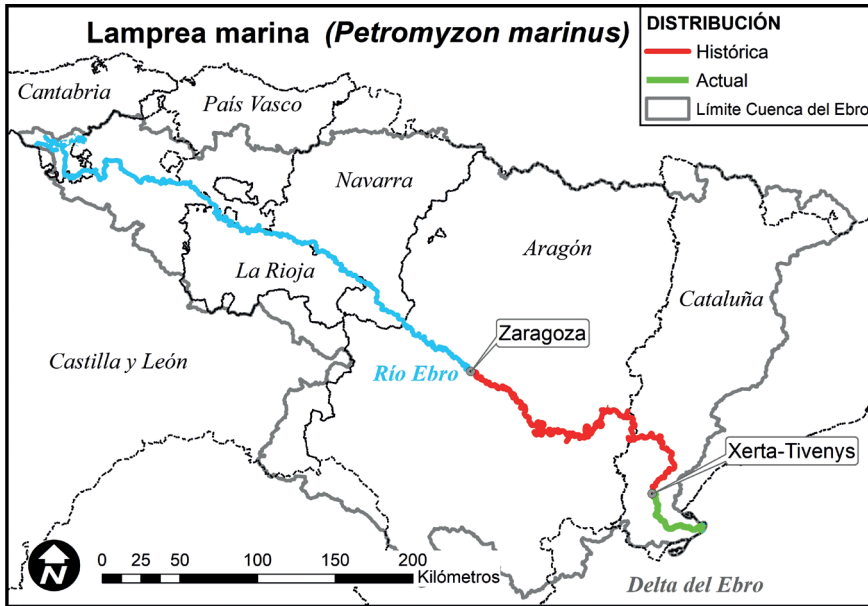 Lamprea marina (Petromyzon marinus)
DISTRIBUCIÓN
Histórica
Actual
Límite Cuenca del Ebro
Cantabria
País Vasco
Navarra
Aragón
La Rioja
Cataluña
Zaragoza
Castilla y León
Río Ebro
Xerta-Tivenys
N
0 25 50 100 150 200
Kilómetros
Delta del Ebro